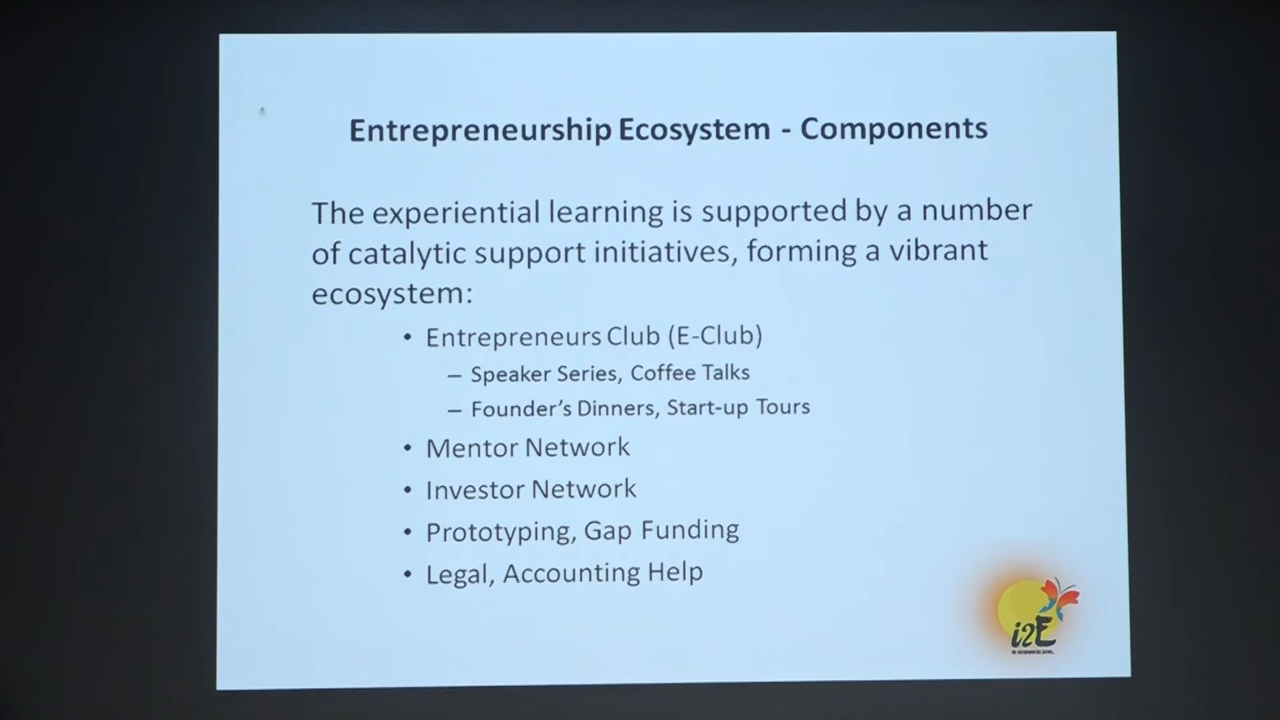 Entrepreneurship Ecosystem - Components
The experiential learning is supported by a number
of catalytic support initiatives, forming a vibrant
ecosystem:
• Entrepreneurs Club (E-Club)
– Speaker Series, Coffee Talks
– Founder's Dinners, Start-up Tours
• Mentor Network
• Investor Network
• Prototyping, Gap Funding
• Legal, Accounting Help
i2E